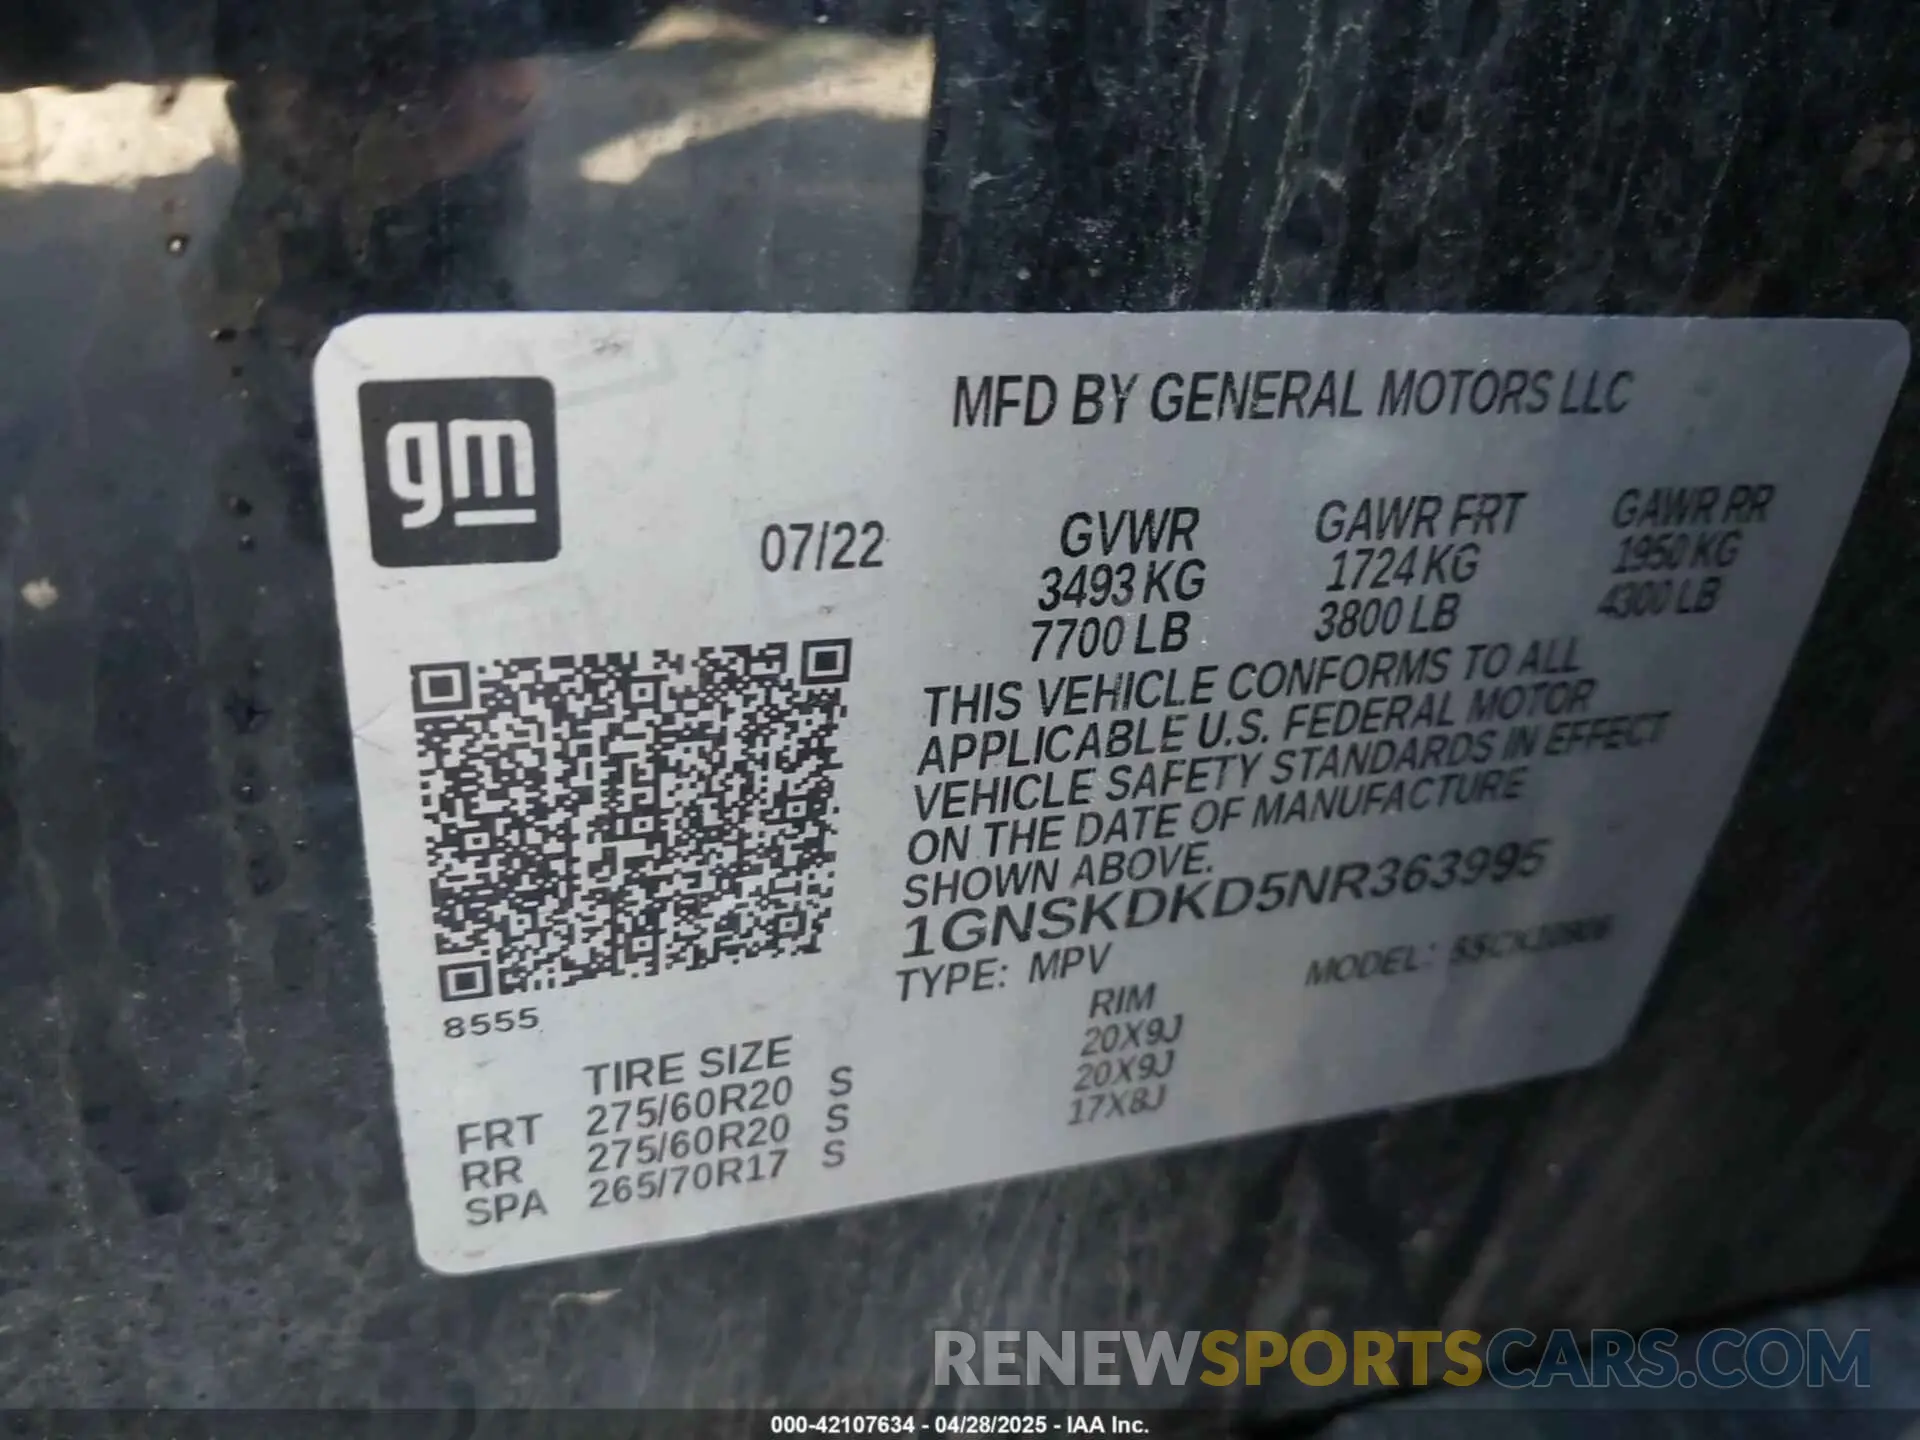 gm
MFD BY GENERAL MOTORS LLC
07/22
GVWR GAWR FRT GAWR RR
3493 KG 1724 KG 1950 KG
7700 LB 3800 LB 4300 LB
THIS VEHICLE CONFORMS TO ALL
APPLICABLE U.S. FEDERAL MOTOR
VEHICLE SAFETY STANDARDS IN EFFECT
ON THE DATE OF MANUFACTURE
SHOWN ABOVE.
1GNSKDKD5NR363995
TYPE: MPV MODEL:
8555
TIRE SIZE RIM
FRT 275/60R20 S 20X9J
RR 275/60R20 S 20X9J
SPA 265/70R17 S 17X8J
RENEWSPORTSCARS.COM
000-42107634 - 04/28/2025 - IAA Inc.